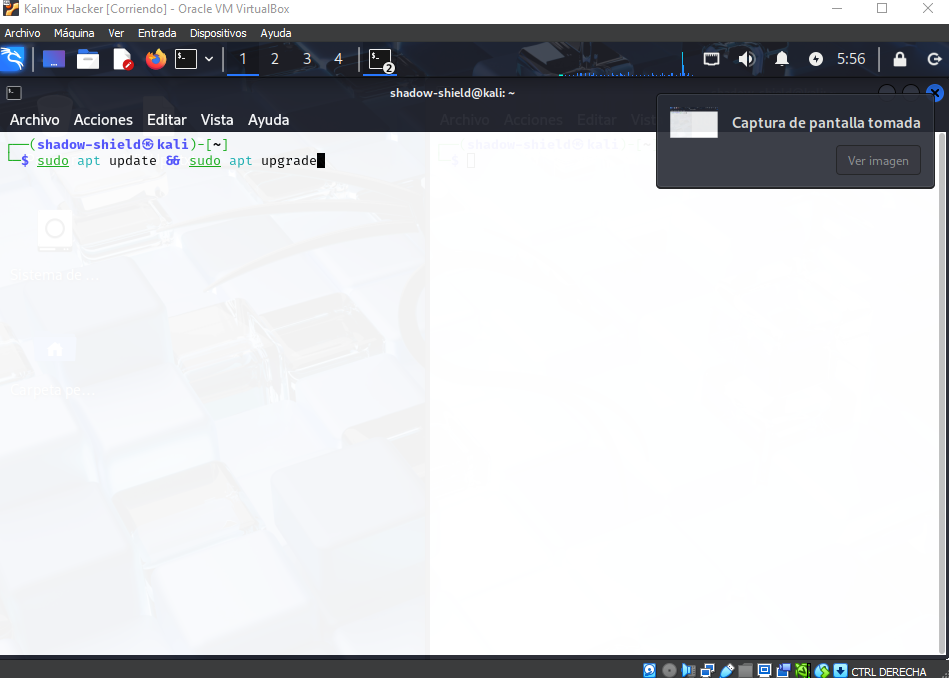 Kalinux Hacker [Corriendo] - Oracle VM VirtualBox
Archivo Máquina Ver Entrada Dispositivos Ayuda
1 2 3 4 2 5:56
shadow-shield@kali: ~
Archivo Acciones Editar Vista Ayuda
Archivo Acciones Editar Vist
Captura de pantalla tomada
Ver imagen
┌──(shadow-shield㉿kali)-[~]
└─$ sudo apt update && sudo apt upgrade
(shadow-shield㉿kali)-[~
$
Sistema de...
CTRL DERECHA